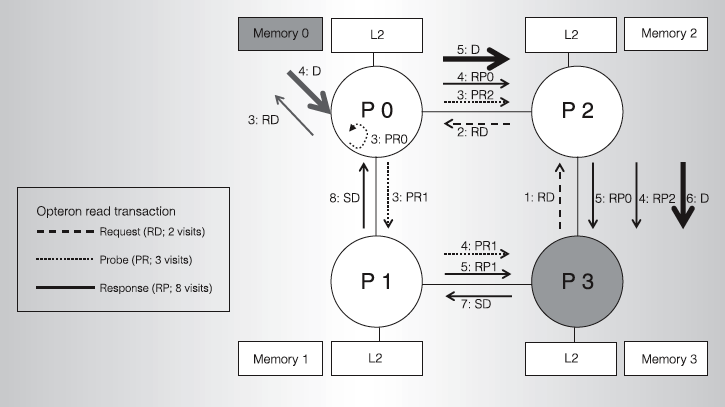 Memory 0
L2
L2
Memory 2
5: D
4: D
4: RP0
3: PR2
P 0
P 2
3: RD
3: PR0
2: RD
8: SD
3: PR1
1: RD
5: RP0
4: RP2
6: D
Opteron read transaction
Request (RD; 2 visits)
Probe (PR; 3 visits)
Response (RP; 8 visits)
4: PR1
5: RP1
P 1
P 3
7: SD
Memory 1
L2
L2
Memory 3